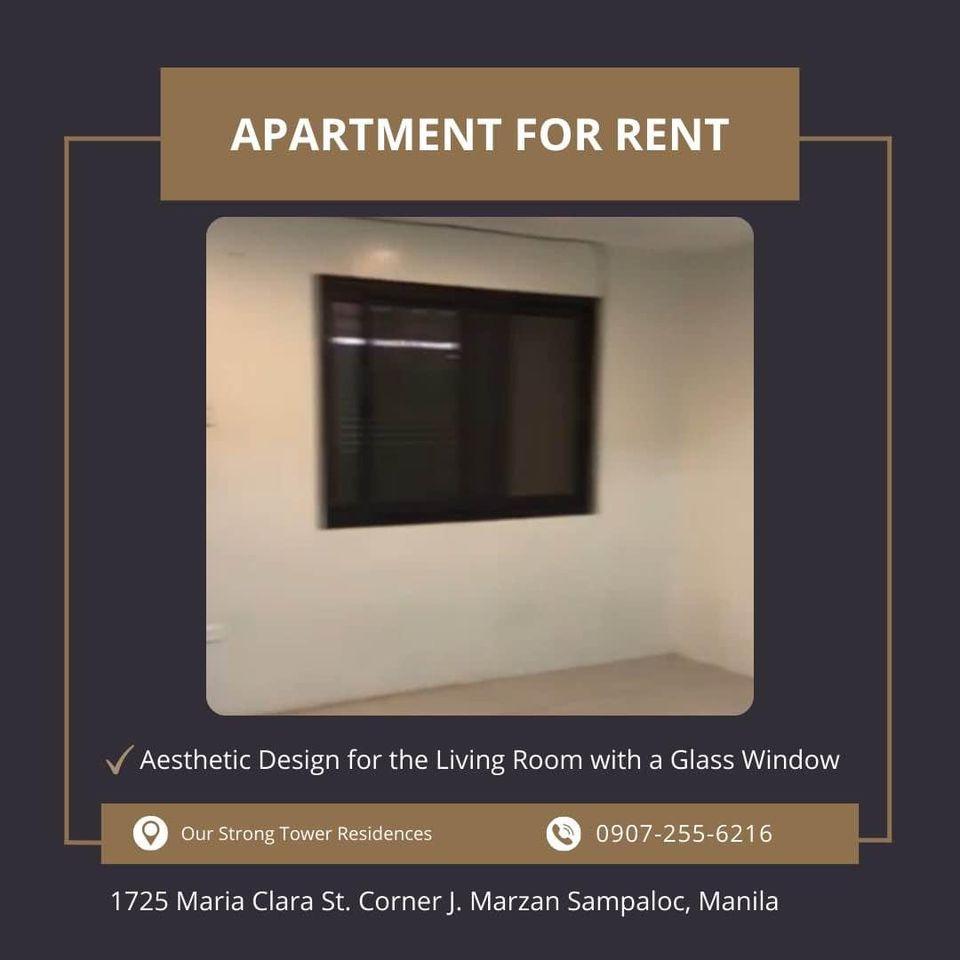 APARTMENT FOR RENT
Aesthetic Design for the Living Room with a Glass Window
Our Strong Tower Residences
0907-255-6216
1725 Maria Clara St. Corner J. Marzan Sampaloc, Manila